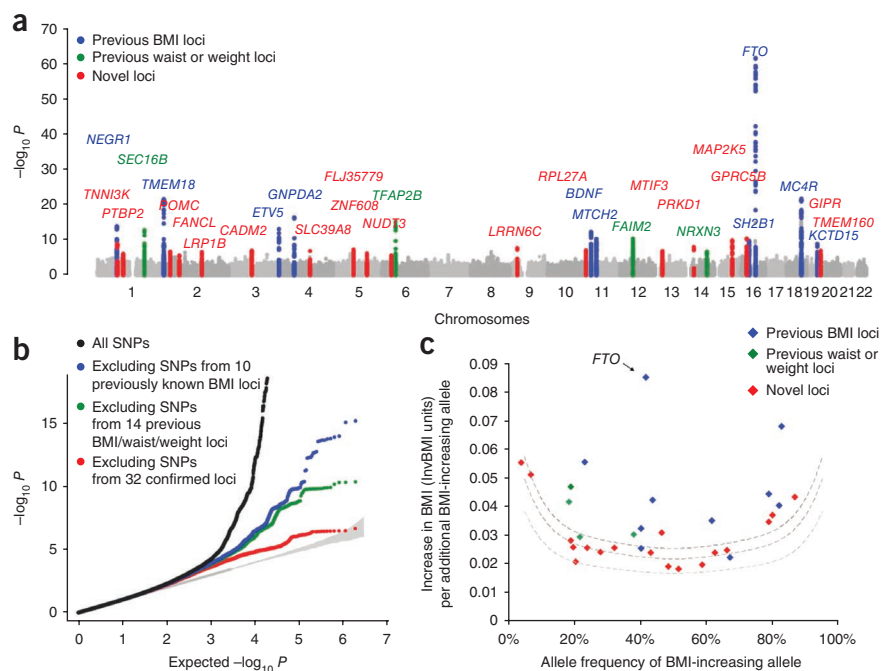 a
Previous BMI loci
Previous waist or weight loci
Novel loci
–log10 P
70
60
50
40
30
20
10
0
FTO
NEGR1
SEC16B
TNNI3K
PTBP2
TMEM18
POMC
FANCL
LRP1B
CADM2
ETV5
GNPDA2
SLC39A8
FLJ35779
ZNF608
TFAP2B
NUDT3
LRRN6C
RPL27A
BDNF
MTCH2
MTIF3
FAIM2
PRKD1
NRXN3
MAP2K5
GPRC5B
SH2B1
MC4R
GIPR
TMEM160
KCTD15
1 2 3 4 5 6 7 8 9 10 11 12 13 14 15 16 17 18 19 20 21 22
Chromosomes
b
All SNPs
Excluding SNPs from 10
previously known BMI loci
Excluding SNPs
from 14 previous
BMI/waist/weight loci
Excluding SNPs
from 32 confirmed loci
–log10 P
15
10
5
0
0 1 2 3 4 5 6 7
Expected –log10 P
c
Previous BMI loci
Previous waist or
weight loci
Novel loci
FTO
Increase in BMI (InvBMI units)
per additional BMI-increasing allele
0.09
0.08
0.07
0.06
0.05
0.04
0.03
0.02
0.01
0
0% 20% 40% 60% 80% 100%
Allele frequency of BMI-increasing allele